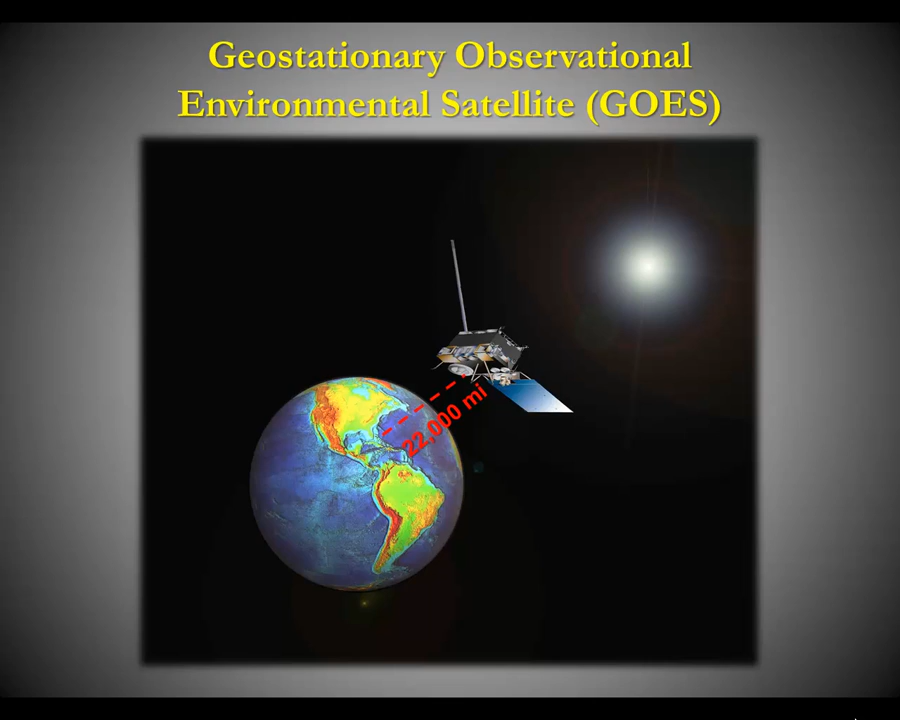 Geostationary Observational
Environmental Satellite (GOES)
22,000 mi